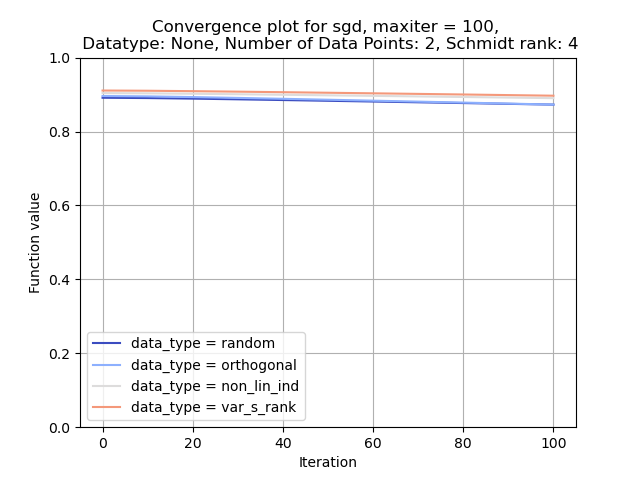 Convergence plot for sgd, maxiter = 100,
Datatype: None, Number of Data Points: 2, Schmidt rank: 4
1.0
0.8
0.6
0.4
0.2
0.0
Function value
data_type = random
data_type = orthogonal
data_type = non_lin_ind
data_type = var_s_rank
0 20 40 60 80 100
Iteration